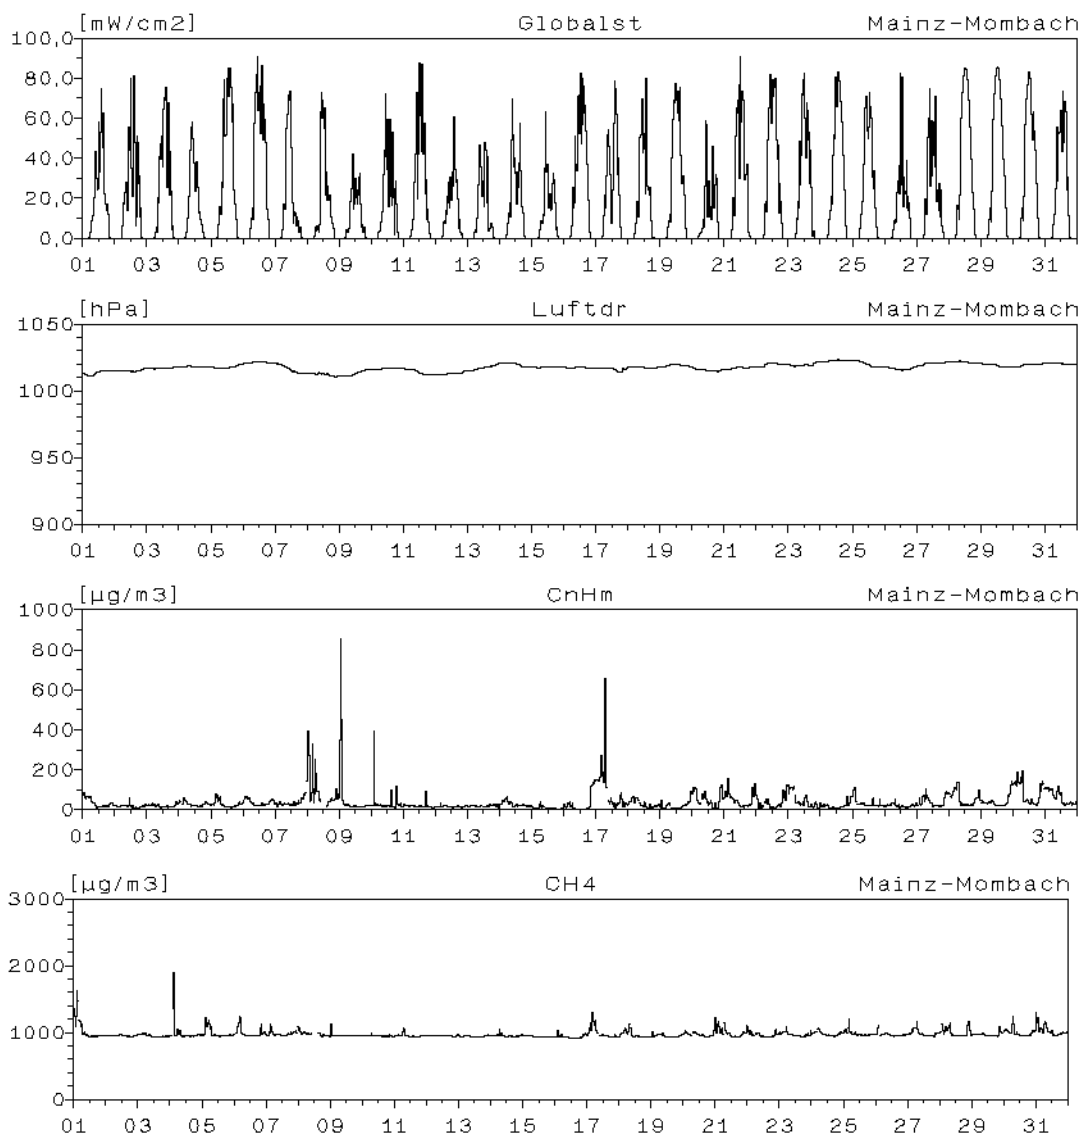 [mW/cm2] Globalst Mainz-Mombach
100,0
80,0
60,0
40,0
20,0
0,0
01 03 05 07 09 11 13 15 17 19 21 23 25 27 29 31
[hPa] Luftdr Mainz-Mombach
1050
1000
950
900
01 03 05 07 09 11 13 15 17 19 21 23 25 27 29 31
[µg/m3] CnHm Mainz-Mombach
1000
800
600
400
200
0
01 03 05 07 09 11 13 15 17 19 21 23 25 27 29 31
[µg/m3] CH4 Mainz-Mombach
3000
2000
1000
0
01 03 05 07 09 11 13 15 17 19 21 23 25 27 29 31